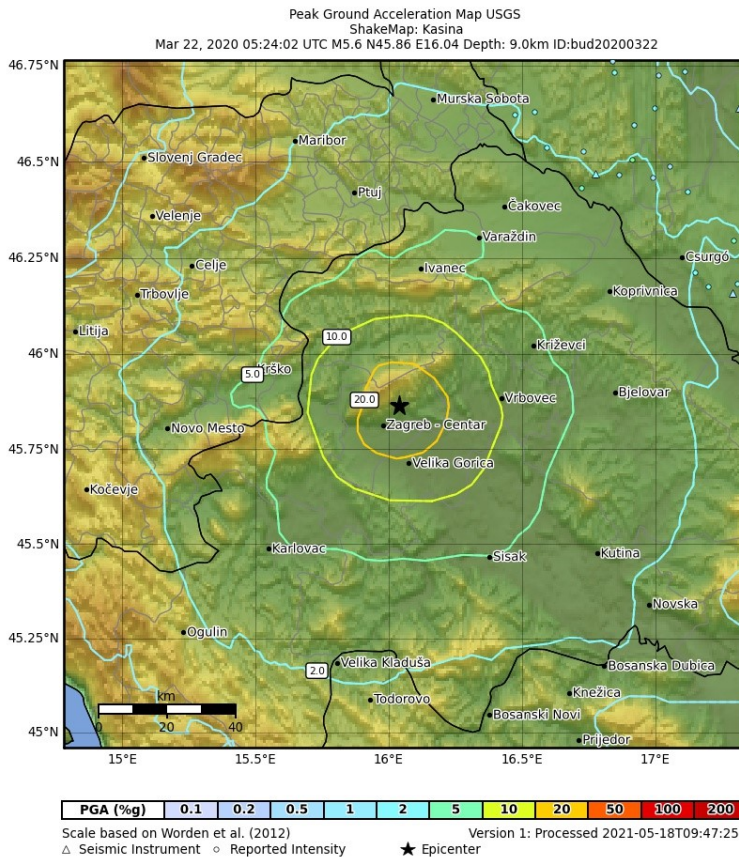 Peak Ground Acceleration Map USGS
ShakeMap: Kasina
Mar 22, 2020 05:24:02 UTC M5.6 N45.86 E16.04 Depth: 9.0km ID:bud20200322
46.75°N
Murska Sobota
Maribor
46.5°N
Slovenj Gradec
Ptuj
Čakovec
Velenje
Varaždin
46.25°N
Celje
Ivanec
Csurgó
Trbovlje
Koprivnica
Litija
10.0
46°N
Križevci
5.0
Krško
20.0
Vrbovec
Bjelovar
Novo Mesto
Zagreb - Centar
45.75°N
Velika Gorica
Kočevje
45.5°N
Karlovac
Sisak
Kutina
Novska
45.25°N
Ogulin
2.0
Velika Kladuša
Bosanska Dubica
km
Todorovo
Knežica
Bosanski Novi
45°N
0 20 40
Prijedor
15°E 15.5°E 16°E 16.5°E 17°E
PGA (%g) 0.1 0.2 0.5 1 2 5 10 20 50 100 200
Scale based on Worden et al. (2012) Version 1: Processed 2021-05-18T09:47:25
△ Seismic Instrument ○ Reported Intensity ★ Epicenter